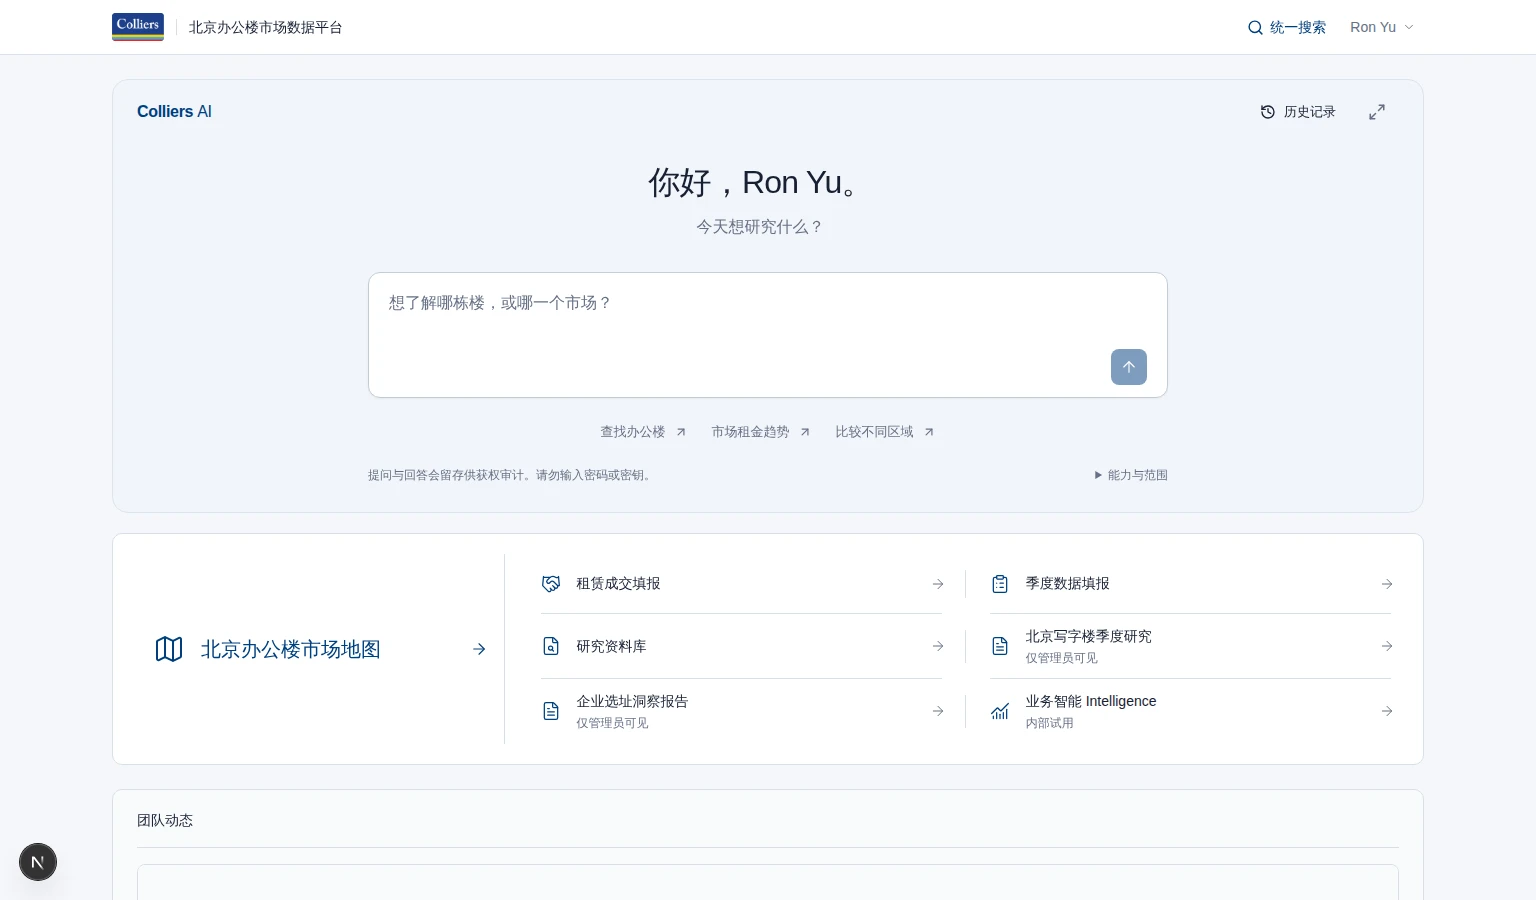 Colliers
北京办公楼市场数据平台
统一搜索
Ron Yu
Colliers AI
历史记录
你好，Ron Yu。
今天想研究什么？
想了解哪栋楼，或哪一个市场？
查找办公楼
市场租金趋势
比较不同区域
提问与回答会留存供获权审计。请勿输入密码或密钥。
能力与范围
北京办公楼市场地图
租赁成交填报
季度数据填报
研究资料库
北京写字楼季度研究
仅管理员可见
企业选址洞察报告
仅管理员可见
业务智能 Intelligence
内部试用
团队动态
N